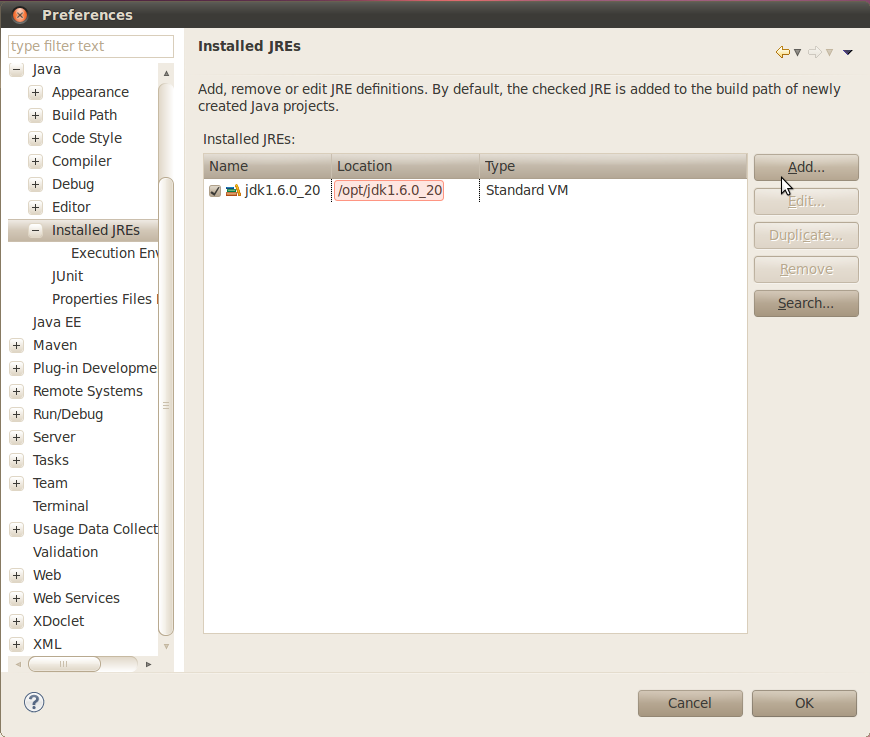 Preferences
type filter text
Java
Appearance
Build Path
Code Style
Compiler
Debug
Editor
Installed JREs
Execution Env
JUnit
Properties Files
Java EE
Maven
Plug-in Developme
Remote Systems
Run/Debug
Server
Tasks
Team
Terminal
Usage Data Collect
Validation
Web
Web Services
XDoclet
XML
Installed JREs
Add, remove or edit JRE definitions. By default, the checked JRE is added to the build path of newly
created Java projects.
Installed JREs:
Name Location Type
jdk1.6.0_20 /opt/jdk1.6.0_20 Standard VM
Add...
Edit...
Duplicate...
Remove
Search...
?
Cancel OK